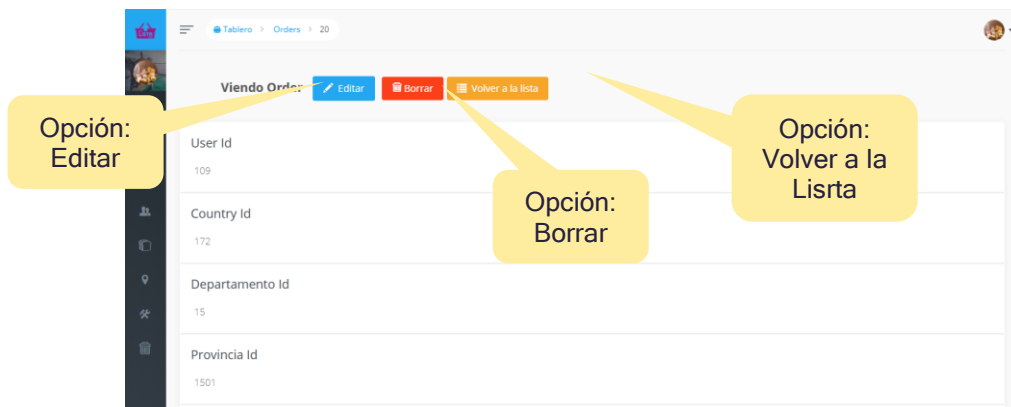 Tablero > Orders > 20
Viendo Order
Editar
Borrar
Volver a la lista
Opción:
Editar
Opción:
Volver a la
Lisrta
Opción:
Borrar
User Id
109
Country Id
172
Departamento Id
15
Provincia Id
1501